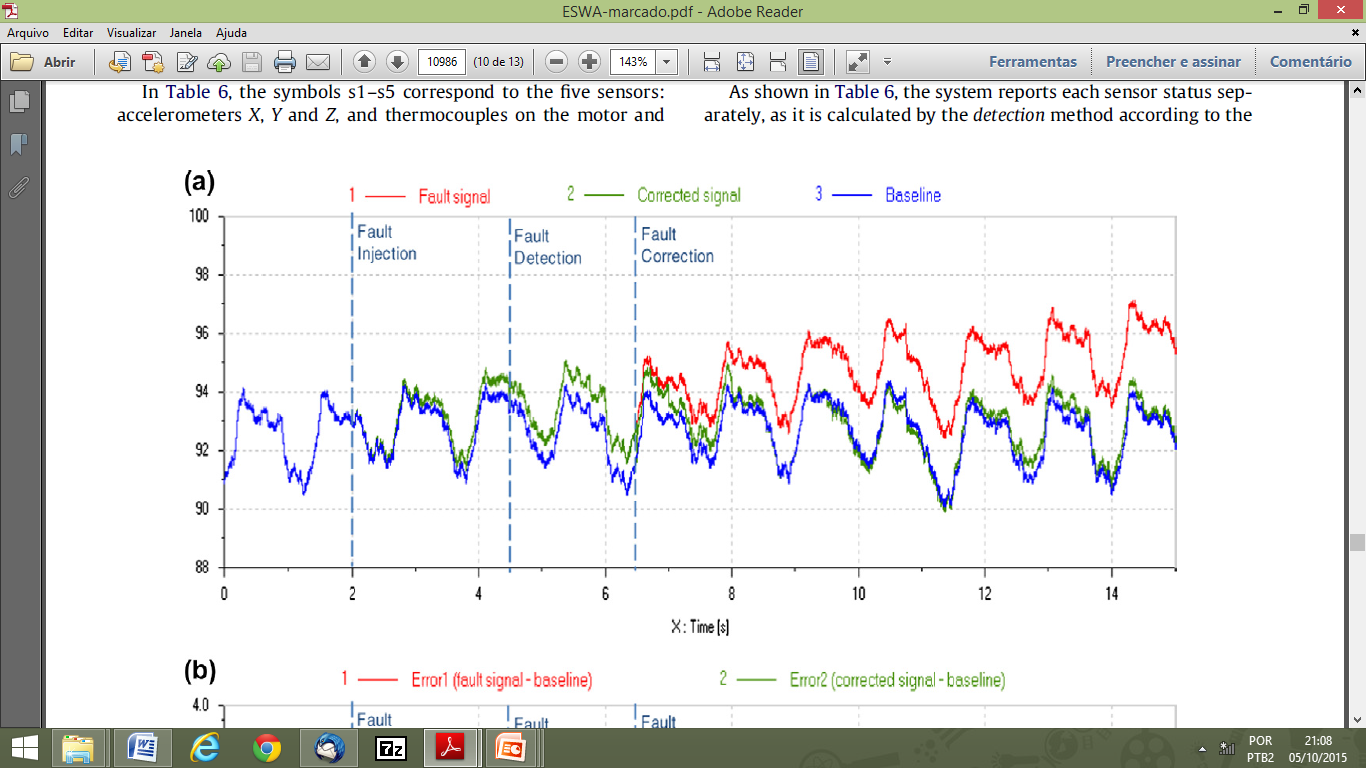 ESWA-marcado.pdf - Adobe Reader
Arquivo Editar Visualizar Janela Ajuda
Abrir 10986 (10 de 13) 143% Ferramentas Preencher e assinar Comentário
In Table 6, the symbols s1–s5 correspond to the five sensors:
accelerometers X, Y and Z, and thermocouples on the motor and
As shown in Table 6, the system reports each sensor status sep-
arately, as it is calculated by the detection method according to the
(a)
1 Fault signal 2 Corrected signal 3 Baseline
Fault
Injection
Fault
Detection
Fault
Correction
100
98
96
94
92
90
88
0 2 4 6 8 10 12 14
X : Time [s]
(b)
1 Error1 (fault signal - baseline) 2 Error2 (corrected signal - baseline)
4.0
Fault Fault Fault
7z
POR
PTB2
21:08
05/10/2015